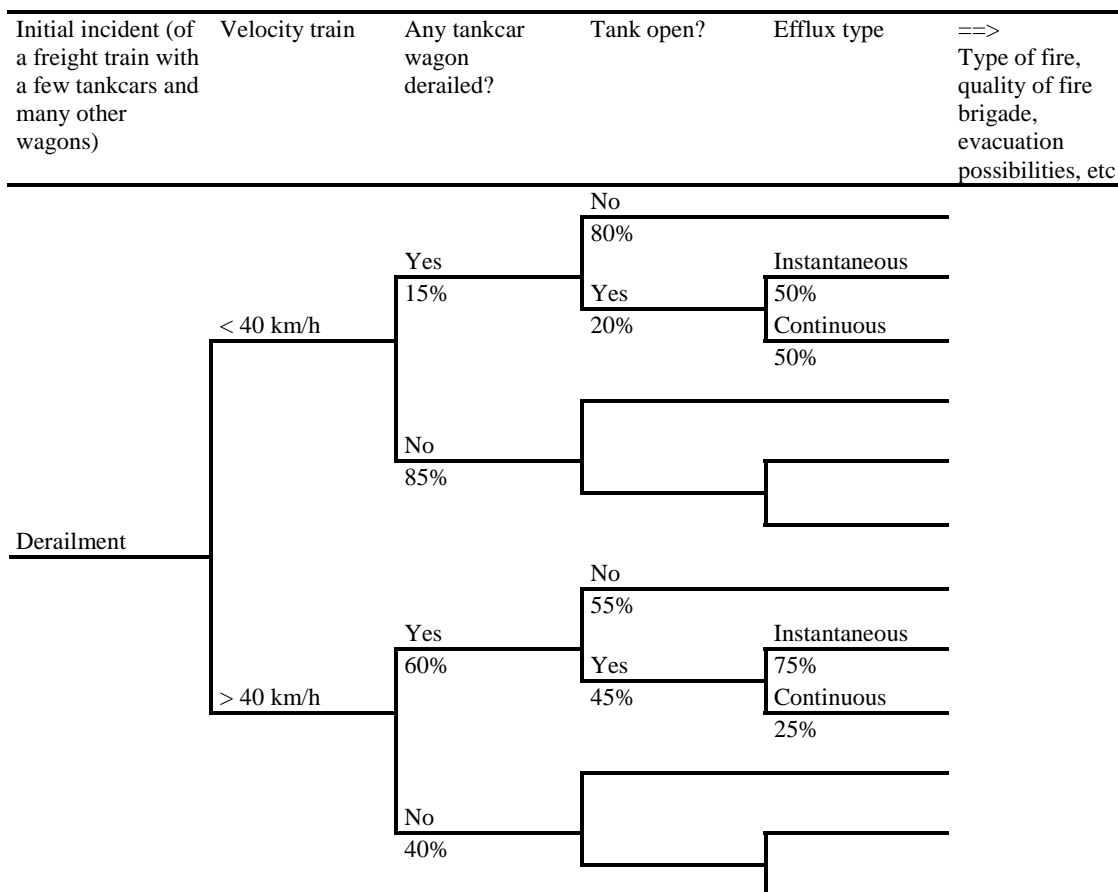 Initial incident (of
a freight train with
a few tankcars and
many other
wagons)
Velocity train
Any tankcar
wagon
derailed?
Tank open?
Efflux type
==>
Type of fire,
quality of fire
brigade,
evacuation
possibilities, etc
No
80%
Yes
15%
Instantaneous
50%
Yes
20%
Continuous
50%
< 40 km/h
No
85%
Derailment
No
55%
Yes
60%
Instantaneous
75%
Yes
45%
Continuous
25%
> 40 km/h
No
40%